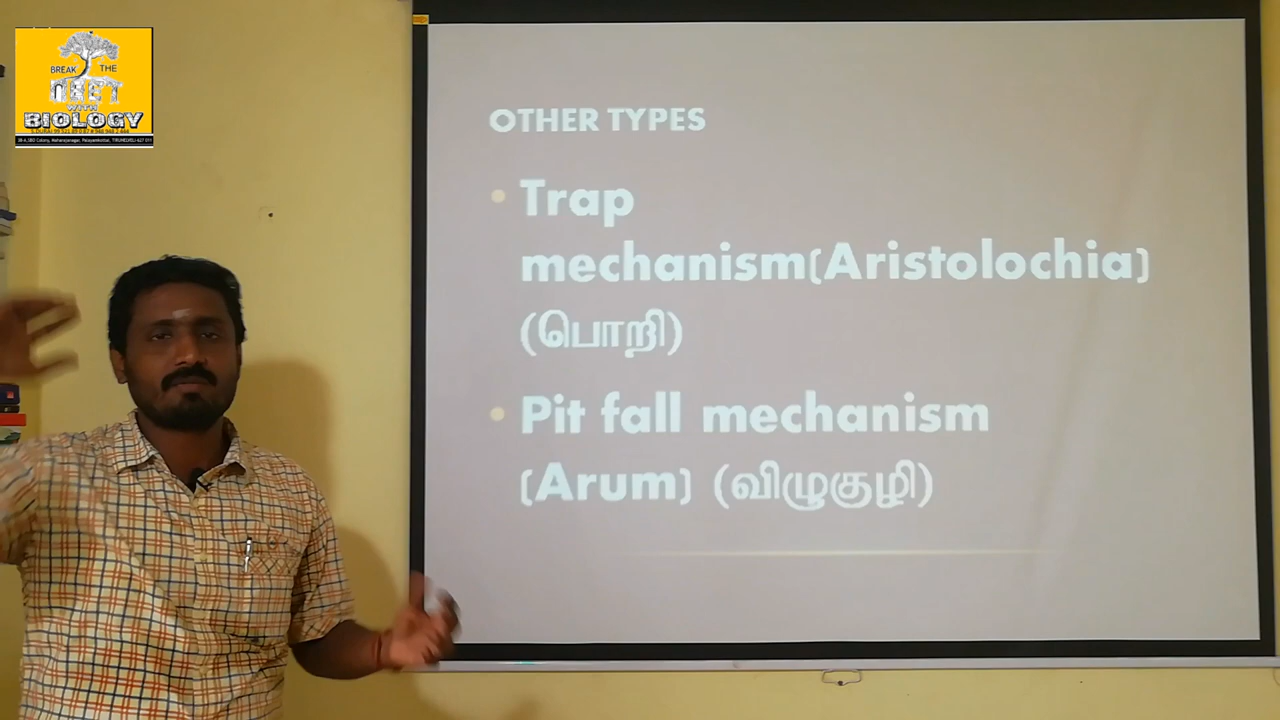 BREAK THE
NEET
WITH
BIOLOGY
OTHER TYPES
• Trap
mechanism(Aristolochia)
(பொறி)
• Pit fall mechanism
(Arum) (விழுகுழி)